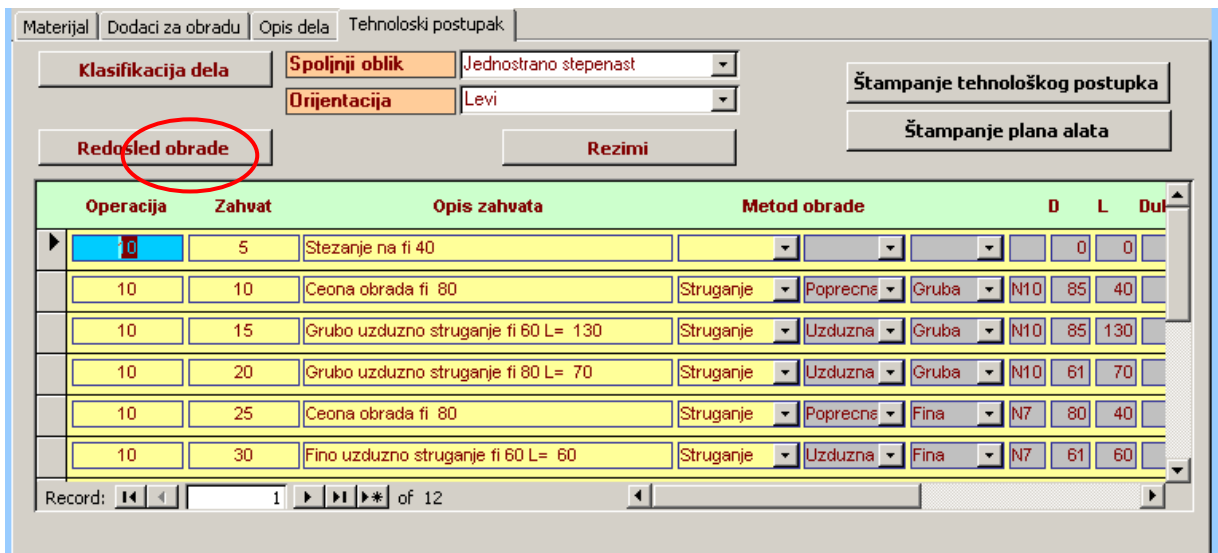 Materijal Dodaci za obradu Opis dela Tehnoloski postupak
Klasifikacija dela Spoljnji oblik Jednostrano stepenast Štampanje tehnološkog postupka
Orijentacija Levi
Redosled obrade Rezimi Štampanje plana alata
Operacija Zahvat Opis zahvata Metod obrade D L
10 5 Stezanje na fi 40 0 0
10 10 Ceona obrada fi 80 Struganje Poprecna Gruba N10 85 40
10 15 Grubo uzduzno struganje fi 60 L= 130 Struganje Uzduzna Gruba N10 85 130
10 20 Grubo uzduzno struganje fi 80 L= 70 Struganje Uzduzna Gruba N10 61 70
10 25 Ceona obrada fi 80 Struganje Poprecna Fina N7 80 40
10 30 Fino uzduzno struganje fi 60 L= 60 Struganje Uzduzna Fina N7 61 60
Record: 1 of 12